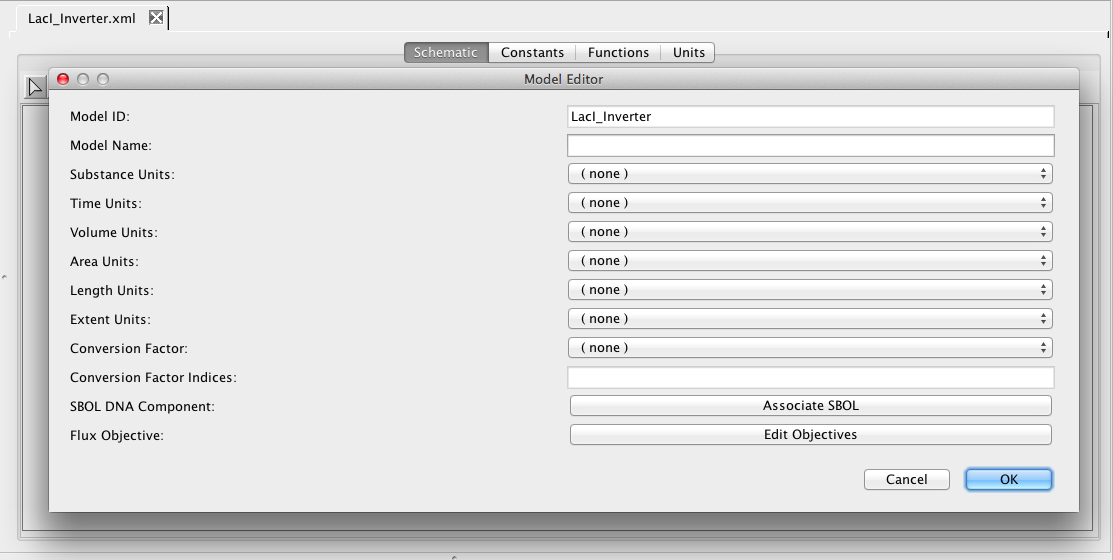 LacI_Inverter.xml
Schematic Constants Functions Units
Model Editor
Model ID: LacI_Inverter
Model Name:
Substance Units: ( none )
Time Units: ( none )
Volume Units: ( none )
Area Units: ( none )
Length Units: ( none )
Extent Units: ( none )
Conversion Factor: ( none )
Conversion Factor Indices:
SBOL DNA Component: Associate SBOL
Flux Objective: Edit Objectives
Cancel OK